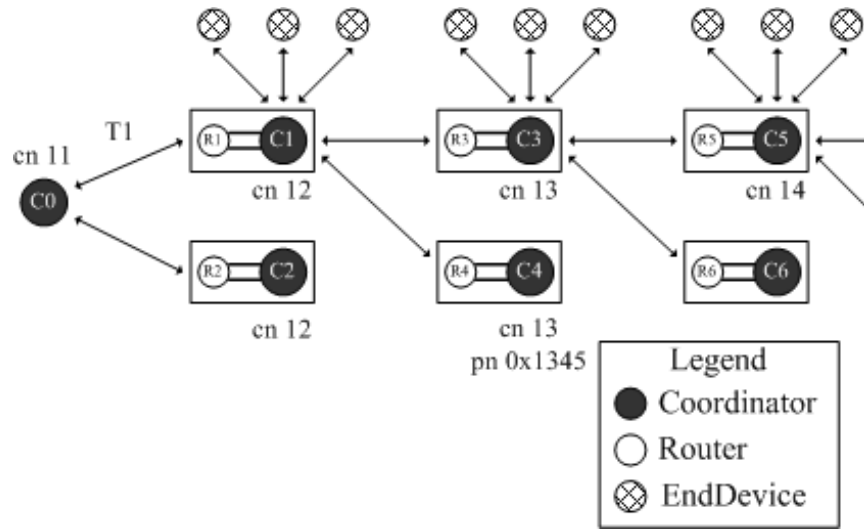 T1
cn 11
C0
R1 C1
cn 12
R3 C3
cn 13
R5 C5
cn 14
R2 C2
cn 12
R4 C4
cn 13
pn 0x1345
R6 C6
Legend
Coordinator
Router
EndDevice